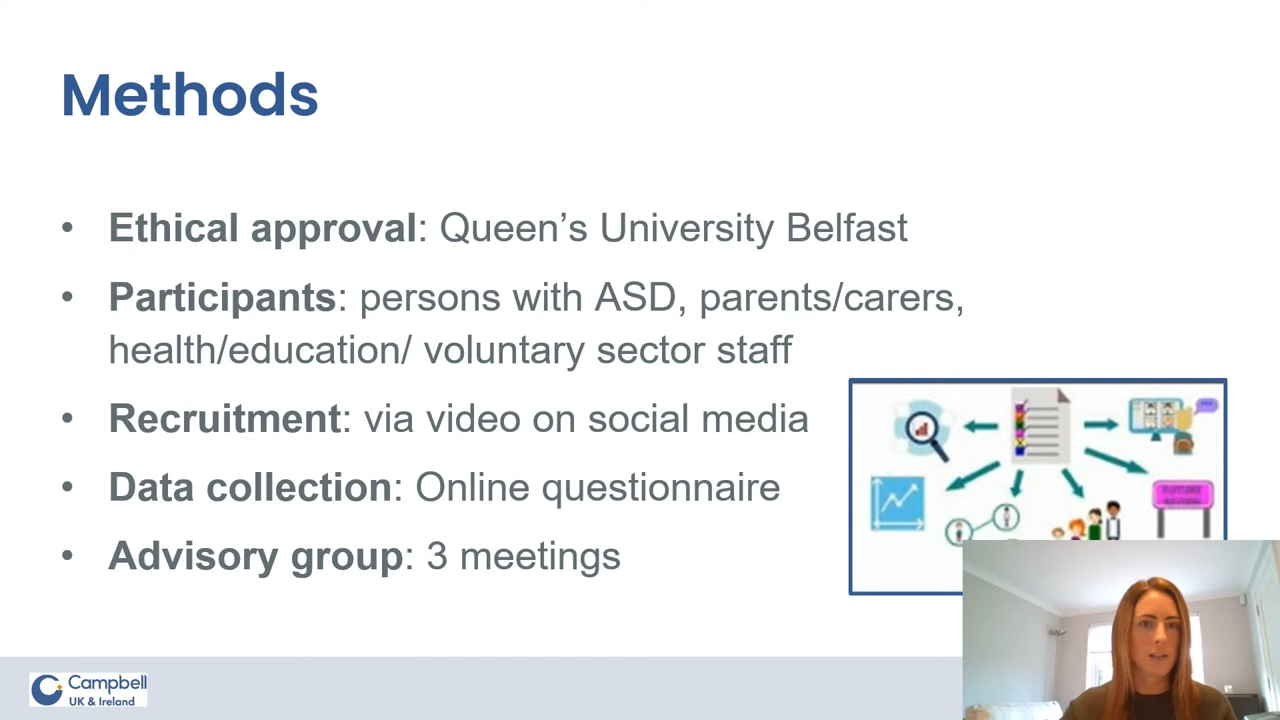 Methods
• Ethical approval: Queen’s University Belfast
• Participants: persons with ASD, parents/carers,
health/education/ voluntary sector staff
• Recruitment: via video on social media
• Data collection: Online questionnaire
• Advisory group: 3 meetings
FUTURE
Campbell
UK & Ireland